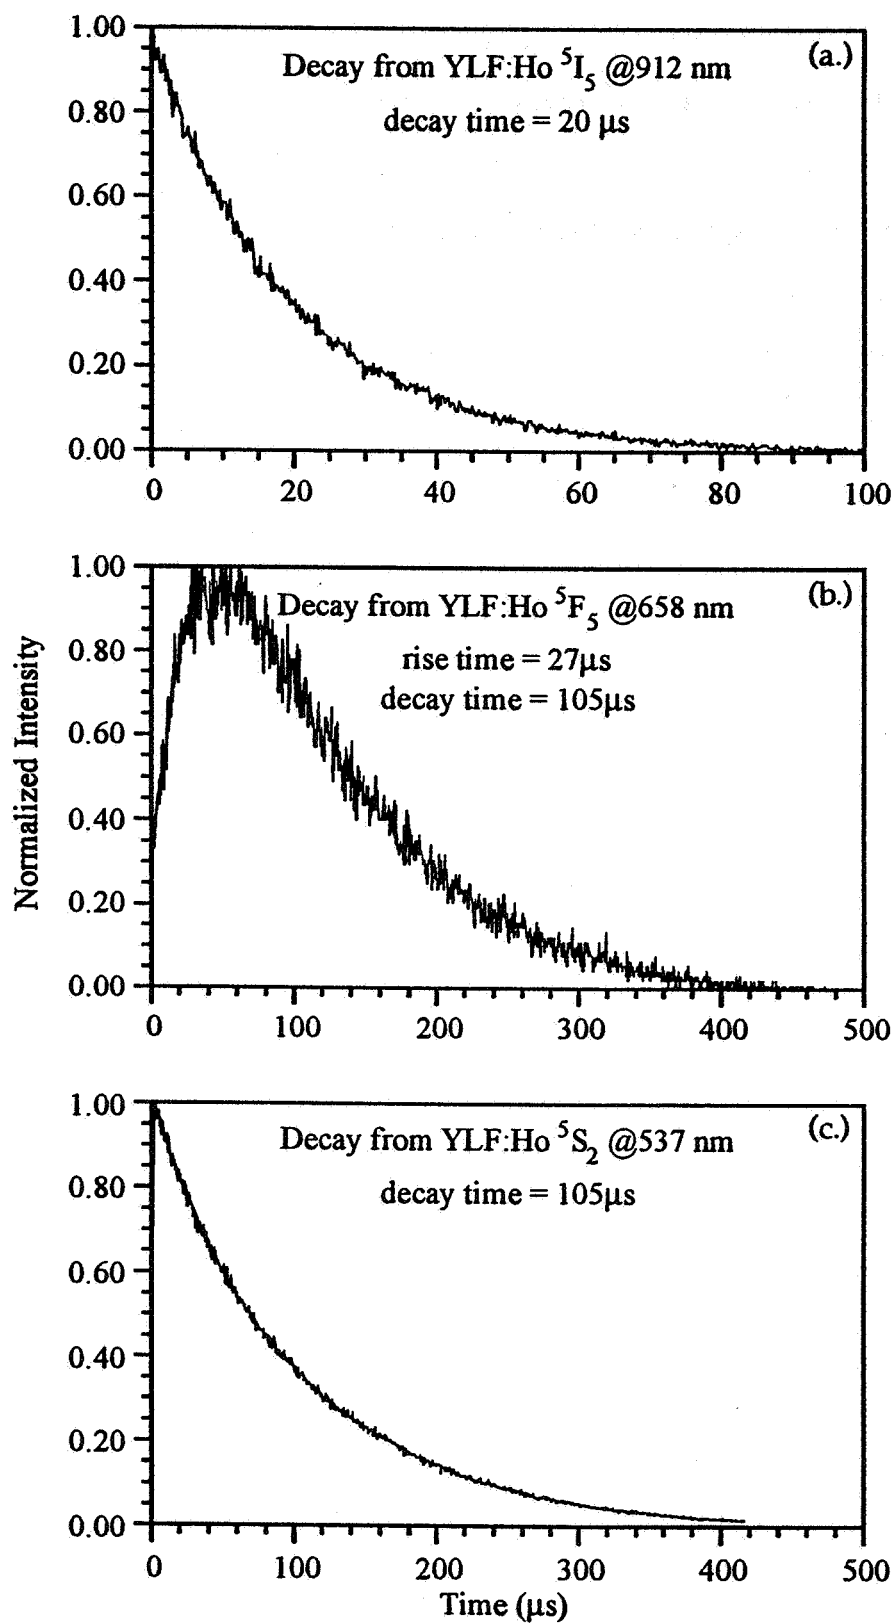 (a.)
Decay from YLF:Ho ⁵I₅ @912 nm
decay time = 20 μs
1.00
0.80
0.60
0.40
0.20
0.00
0 20 40 60 80 100
(b.)
Decay from YLF:Ho ⁵F₅ @658 nm
rise time = 27μs
decay time = 105μs
1.00
0.80
0.60
0.40
0.20
0.00
0 100 200 300 400 500
Normalized Intensity
(c.)
Decay from YLF:Ho ⁵S₂ @537 nm
decay time = 105μs
1.00
0.80
0.60
0.40
0.20
0.00
0 100 200 300 400 500
Time (μs)